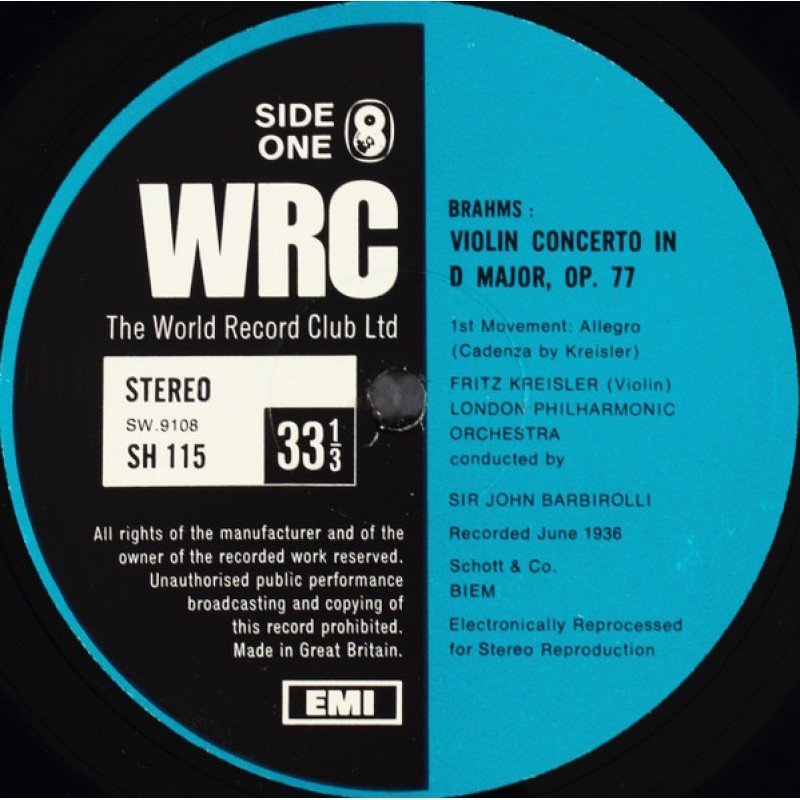 SIDE
ONE
WRC
The World Record Club Ltd
STEREO
SW.9108
SH 115
33 1/3
All rights of the manufacturer and of the
owner of the recorded work reserved.
Unauthorised public performance
broadcasting and copying of
this record prohibited.
Made in Great Britain.
EMI
BRAHMS :
VIOLIN CONCERTO IN
D MAJOR, OP. 77
1st Movement: Allegro
(Cadenza by Kreisler)
FRITZ KREISLER (Violin)
LONDON PHILHARMONIC
ORCHESTRA
conducted by
SIR JOHN BARBIROLLI
Recorded June 1936
Schott & Co.
BIEM
Electronically Reprocessed
for Stereo Reproduction